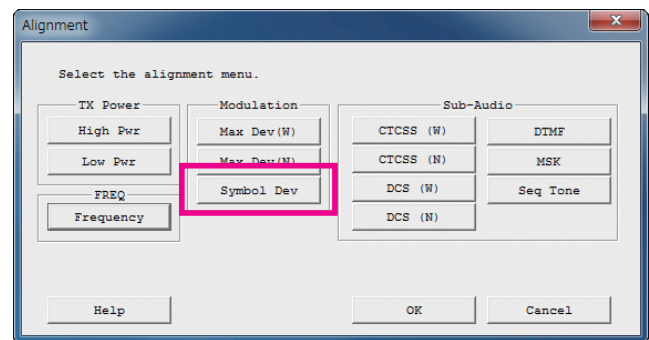 Alignment
Select the alignment menu.
TX Power
High Pwr
Low Pwr
FREQ
Frequency
Modulation
Max Dev(W)
Max Dev(N)
Symbol Dev
Sub-Audio
CTCSS (W)
CTCSS (N)
DCS (W)
DCS (N)
DTMF
MSK
Seq Tone
Help
OK
Cancel